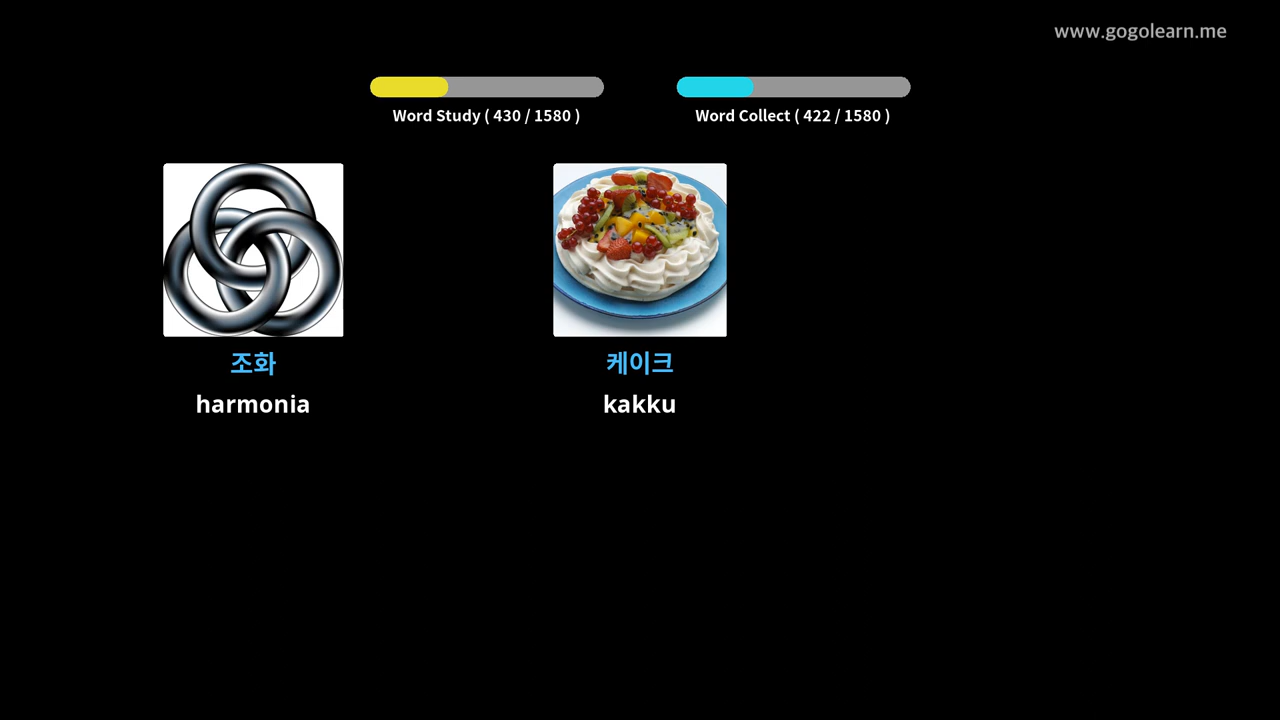 www.gogolearn.me
Word Study ( 430 / 1580 )
Word Collect ( 422 / 1580 )
조화
harmonia
케이크
kakku